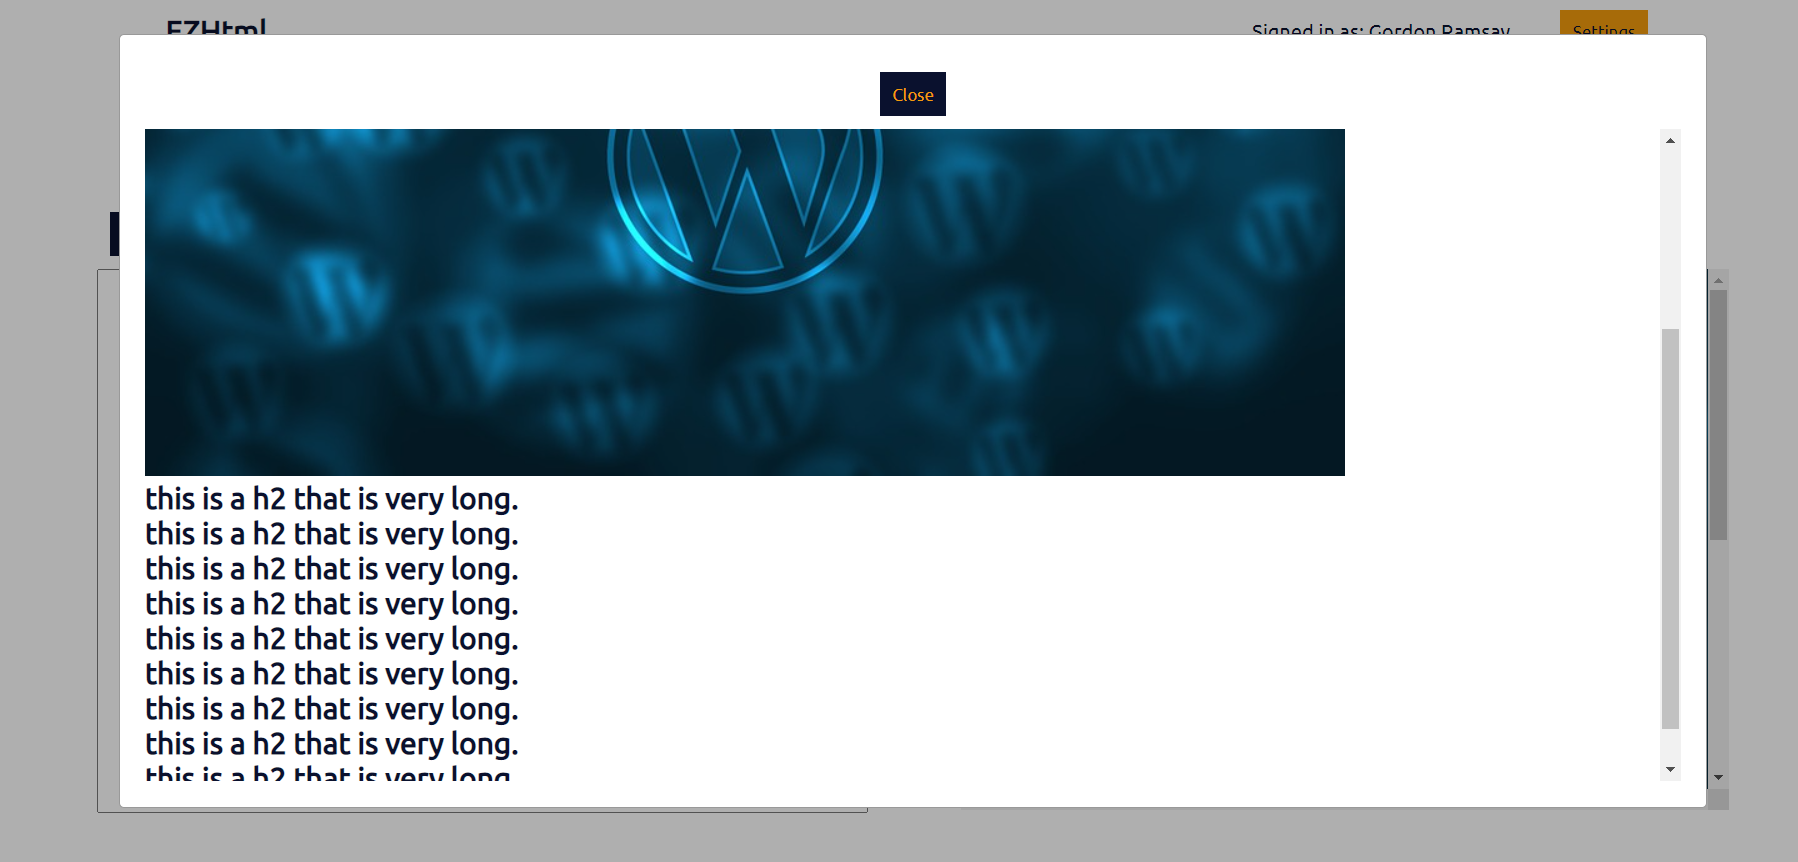 EZHtml
Signed in as: Gordon Ramsay
Settings
Close
this is a h2 that is very long.
this is a h2 that is very long.
this is a h2 that is very long.
this is a h2 that is very long.
this is a h2 that is very long.
this is a h2 that is very long.
this is a h2 that is very long.
this is a h2 that is very long.
this is a h2 that is very long.